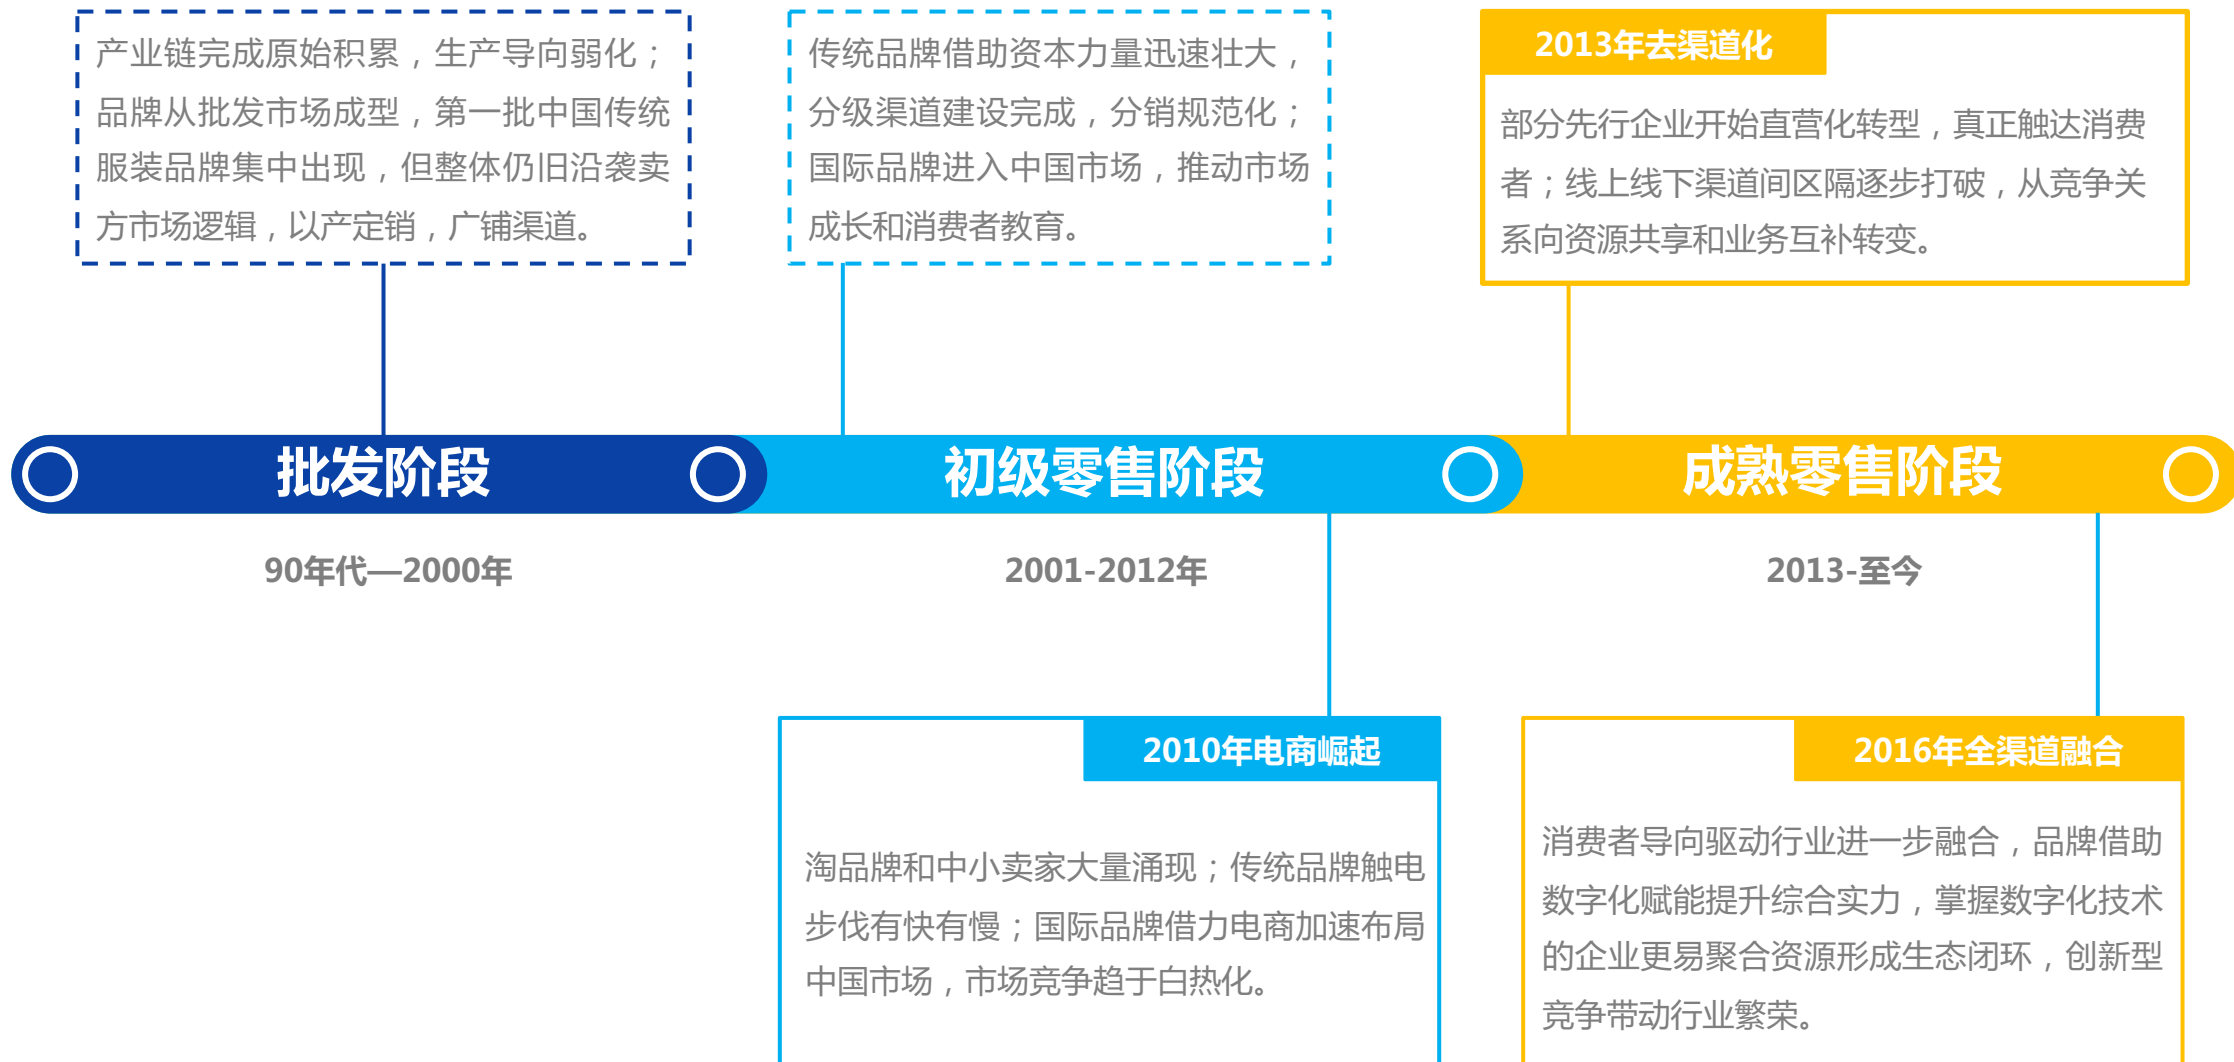 产业链完成原始积累，生产导向弱化；
品牌从批发市场成型，第一批中国传统
服装品牌集中出现，但整体仍旧沿袭卖
方市场逻辑，以产定销，广铺渠道。
传统品牌借助资本力量迅速壮大，
分级渠道建设完成，分销规范化；
国际品牌进入中国市场，推动市场
成长和消费者教育。
2013年去渠道化
部分先行企业开始直营化转型，真正触达消费
者；线上线下渠道间区隔逐步打破，从竞争关
系向资源共享和业务互补转变。
批发阶段
初级零售阶段
成熟零售阶段
90年代—2000年
2001-2012年
2013-至今
2010年电商崛起
淘品牌和中小卖家大量涌现；传统品牌触电
步伐有快有慢；国际品牌借力电商加速布局
中国市场，市场竞争趋于白热化。
2016年全渠道融合
消费者导向驱动行业进一步融合，品牌借助
数字化赋能提升综合实力，掌握数字化技术
的企业更易聚合资源形成生态闭环，创新型
竞争带动行业繁荣。